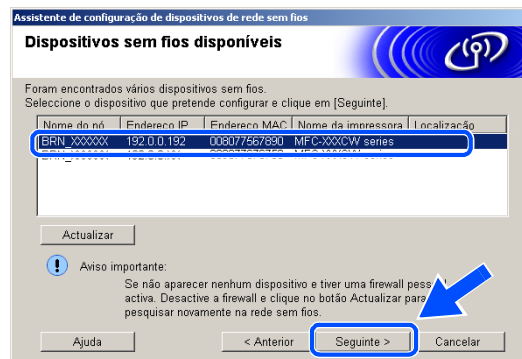 Assistente de configuração de dispositivos de rede sem fios
Dispositivos sem fios disponíveis
Foram encontrados vários dispositivos sem fios.
Seleccione o dispositivo que pretende configurar e clique em [Seguinte].
Nome do nó Endereço IP Endereço MAC Nome da impressora Localização
BRN_XXXXXX 192.0.0.192 008077567890 MFC-XXXCW series
Actualizar
Aviso importante:
Se não aparecer nenhum dispositivo e tiver uma firewall
activa. Desactive a firewall e clique no botão Actualizar
pesquisar novamente na rede sem fios.
Ajuda < Anterior Seguinte > Cancelar